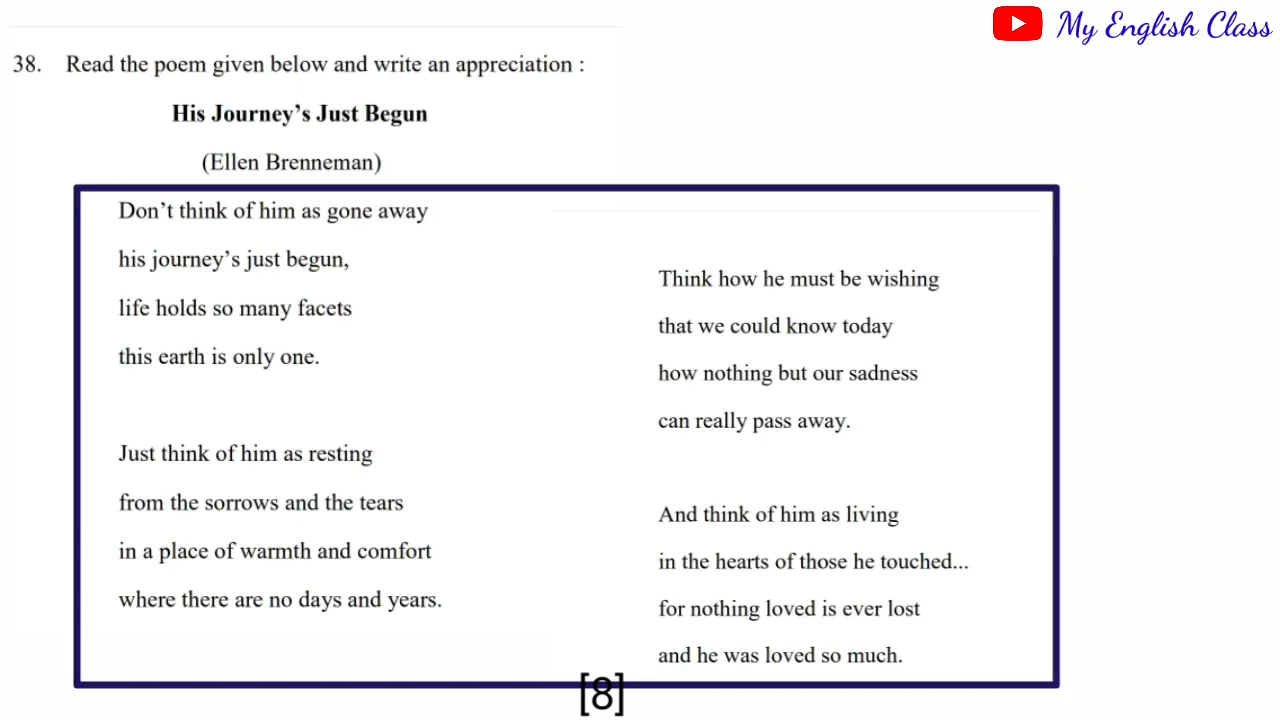 My English Class
38. Read the poem given below and write an appreciation :
His Journey's Just Begun
(Ellen Brenneman)
Don't think of him as gone away
his journey's just begun,
life holds so many facets
this earth is only one.
Just think of him as resting
from the sorrows and the tears
in a place of warmth and comfort
where there are no days and years.
Think how he must be wishing
that we could know today
how nothing but our sadness
can really pass away.
And think of him as living
in the hearts of those he touched...
for nothing loved is ever lost
and he was loved so much.
[8]